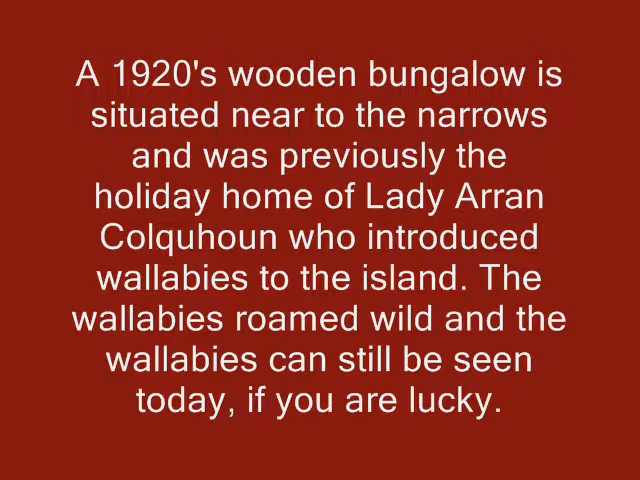 A 1920's wooden bungalow is
situated near to the narrows
and was previously the
holiday home of Lady Arran
Colquhoun who introduced
wallabies to the island. The
wallabies roamed wild and the
wallabies can still be seen
today, if you are lucky.